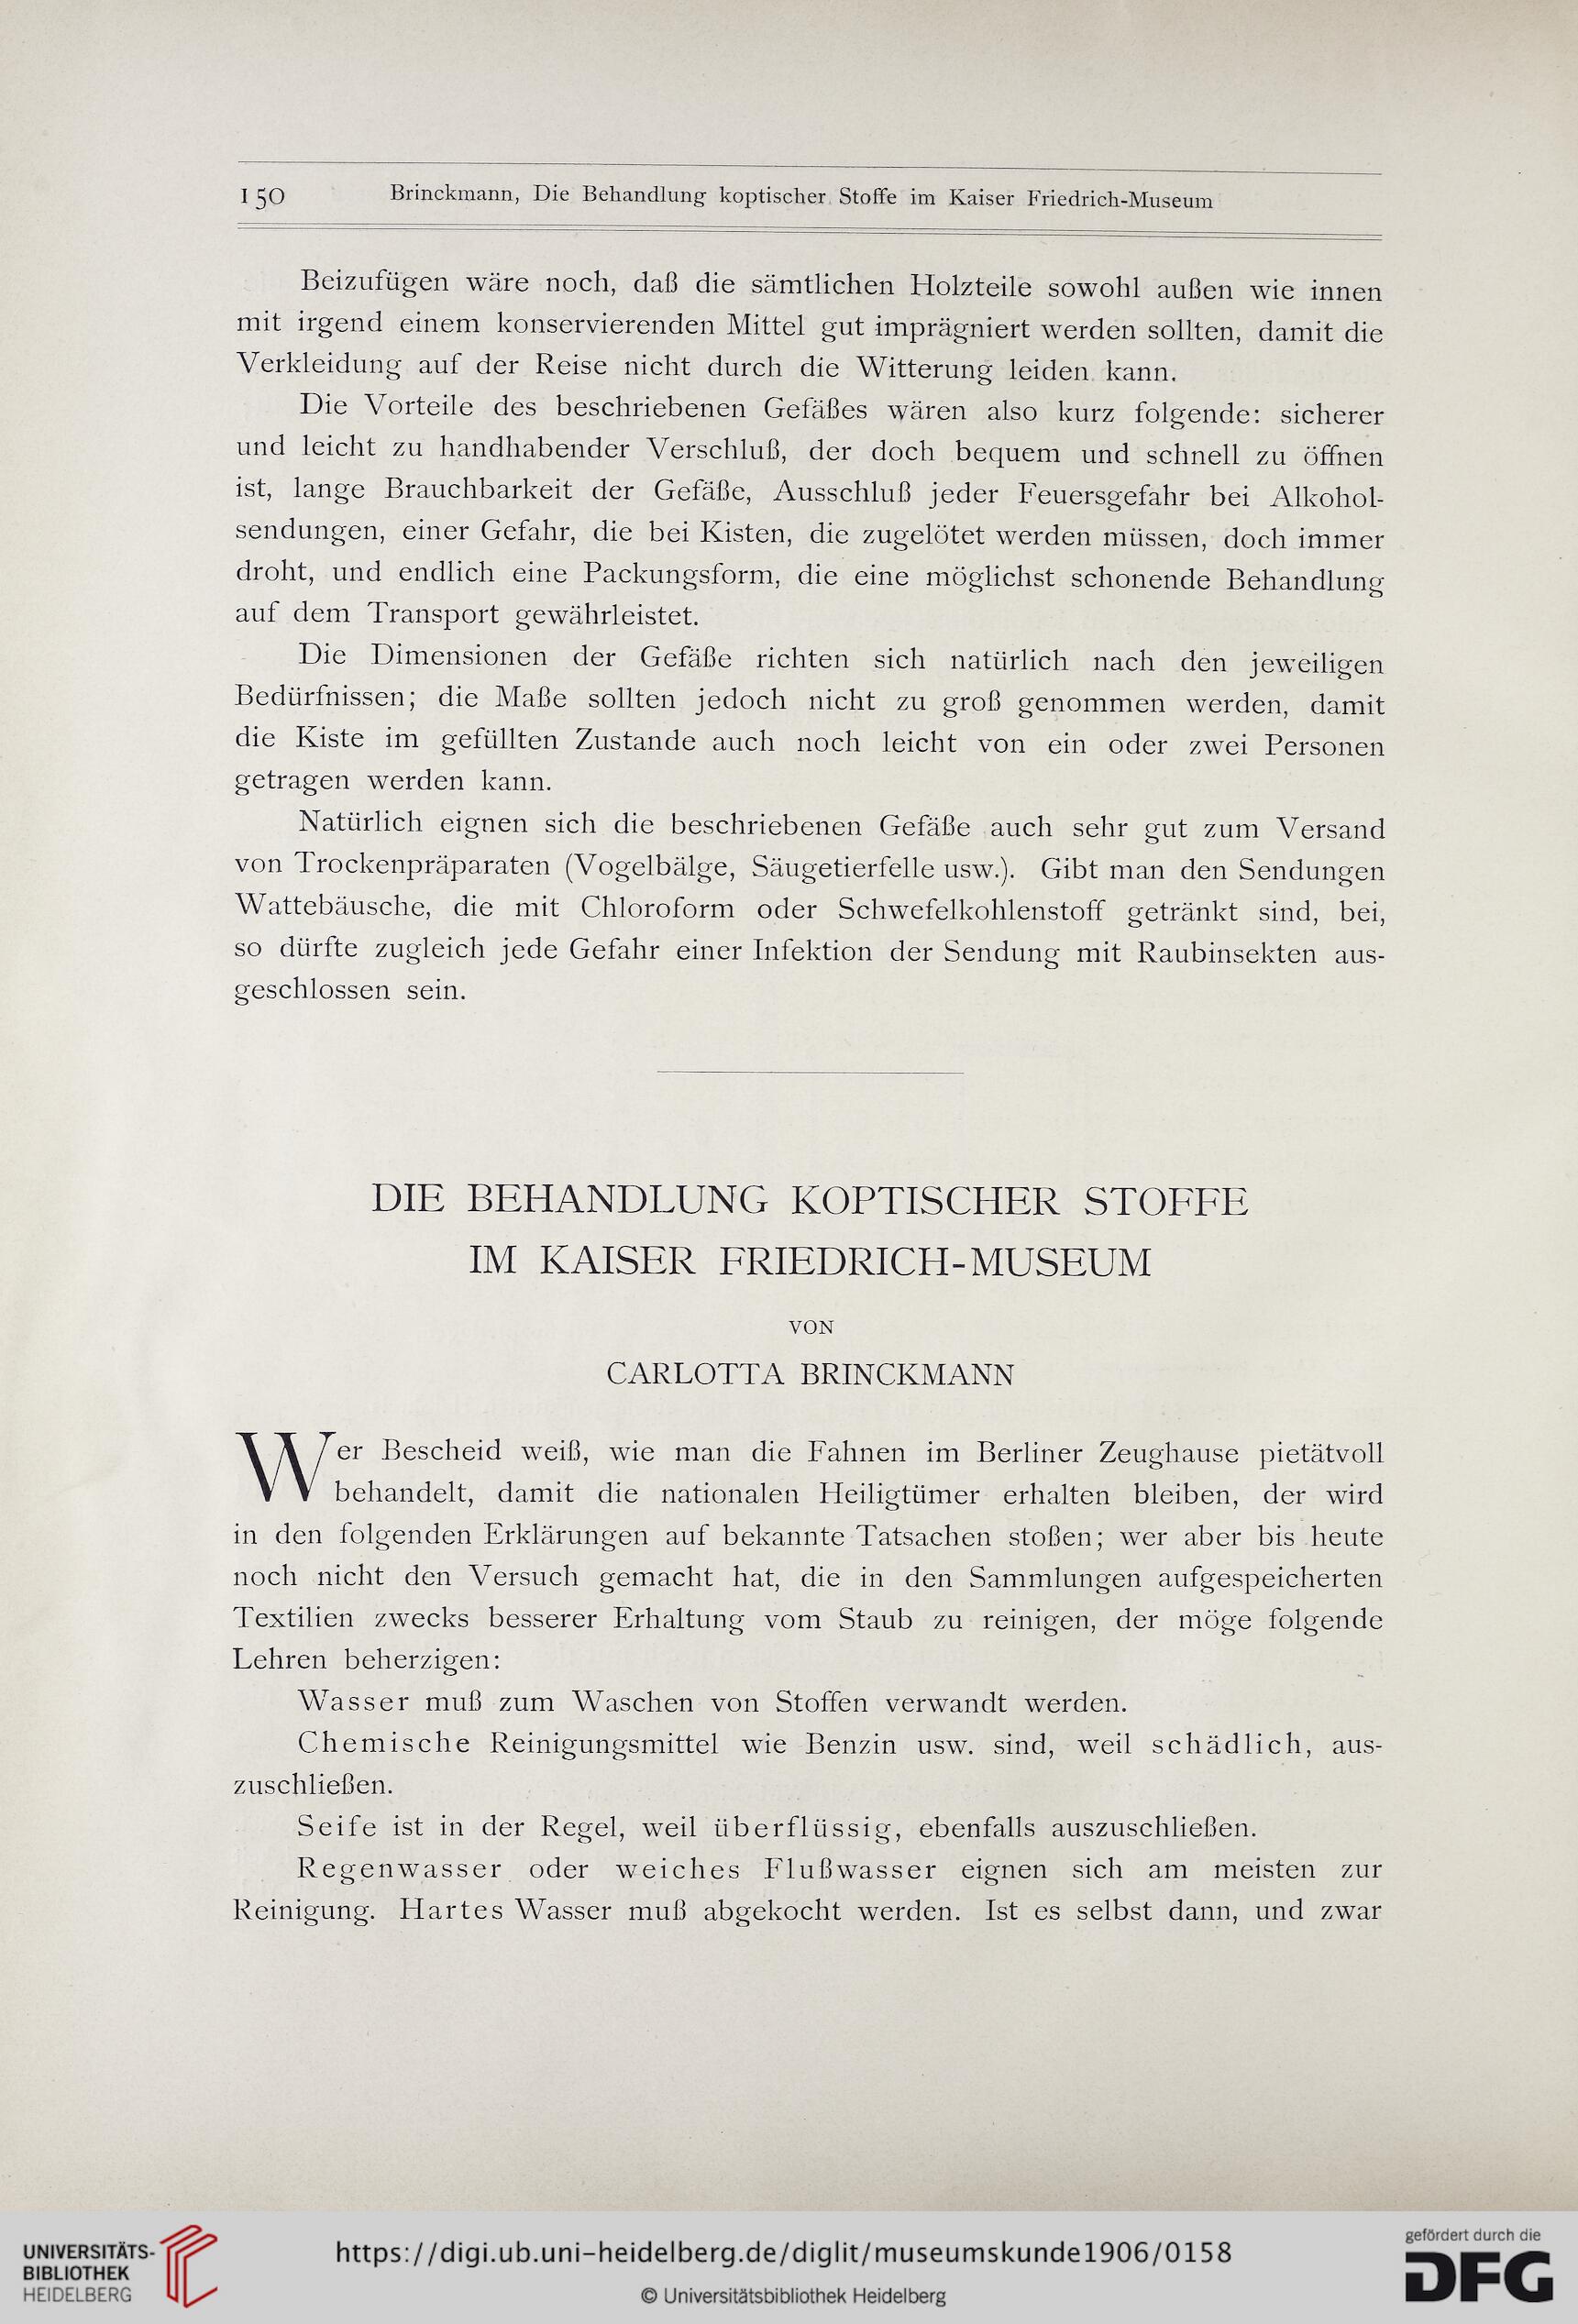 150 Brinckmann, Die Behandlung koptischer Stoffe im Kaiser Friedrich-Museum
Beizufügen wäre noch, daß die sämtlichen Holzteile sowohl außen wie innen
mit irgend einem konservierenden Mittel gut imprägniert werden sollten, damit die
Verkleidung auf der Reise nicht durch die Witterung leiden kann.
Die Vorteile des beschriebenen Gefäßes wären also kurz folgende: sicherer
und leicht zu handhabender Verschluß, der doch bequem und schnell zu öffnen
ist, lange Brauchbarkeit der Gefäße, Ausschluß jeder Feuersgefahr bei Alkohol-
sendungen, einer Gefahr, die bei Kisten, die zugelötet werden müssen, doch immer
droht, und endlich eine Packungsform, die eine möglichst schonende Behandlung
auf dem Transport gewährleistet.
Die Dimensionen der Gefäße richten sich natürlich nach den jeweiligen
Bedürfnissen; die Maße sollten jedoch nicht zu groß genommen werden, damit
die Kiste im gefüllten Zustande auch noch leicht von ein oder zwei Personen
getragen werden kann.
Natürlich eignen sich die beschriebenen Gefäße auch sehr gut zum Versand
von Trockenpräparaten (Vogelbälge, Säugetierfelle usw.). Gibt man den Sendungen
Wattebäusche, die mit Chloroform oder Schwefelkohlenstoff getränkt sind, bei,
so dürfte zugleich jede Gefahr einer Infektion der Sendung mit Raubinsekten aus-
geschlossen sein.
DIE BEHANDLUNG KOPTISCHER STOFFE
IM KAISER FRIEDRICH-MUSEUM
VON
CARLOTTA BRINCKMANN
Wer Bescheid weiß, wie man die Fahnen im Berliner Zeughause pietätvoll
behandelt, damit die nationalen Heiligtümer erhalten bleiben, der wird
in den folgenden Erklärungen auf bekannte Tatsachen stoßen; wer aber bis heute
noch nicht den Versuch gemacht hat, die in den Sammlungen aufgespeicherten
Textilien zwecks besserer Erhaltung vom Staub zu reinigen, der möge folgende
Lehren beherzigen:
Wasser muß zum Waschen von Stoffen verwandt werden.
Chemische Reinigungsmittel wie Benzin usw. sind, weil schädlich, aus-
zuschließen.
Seife ist in der Regel, weil überflüssig, ebenfalls auszuschließen.
Regenwasser oder weiches Flußwasser eignen sich am meisten zur
Reinigung. Hartes Wasser muß abgekocht werden. Ist es selbst dann, und zwar
UNIVERSITÄTS-
BIBLIOTHEK
HEIDELBERG
https://digi.ub.uni-heidelberg.de/diglit/museumskunde1906/0158
© Universitätsbibliothek Heidelberg
gefördert durch die
DFG